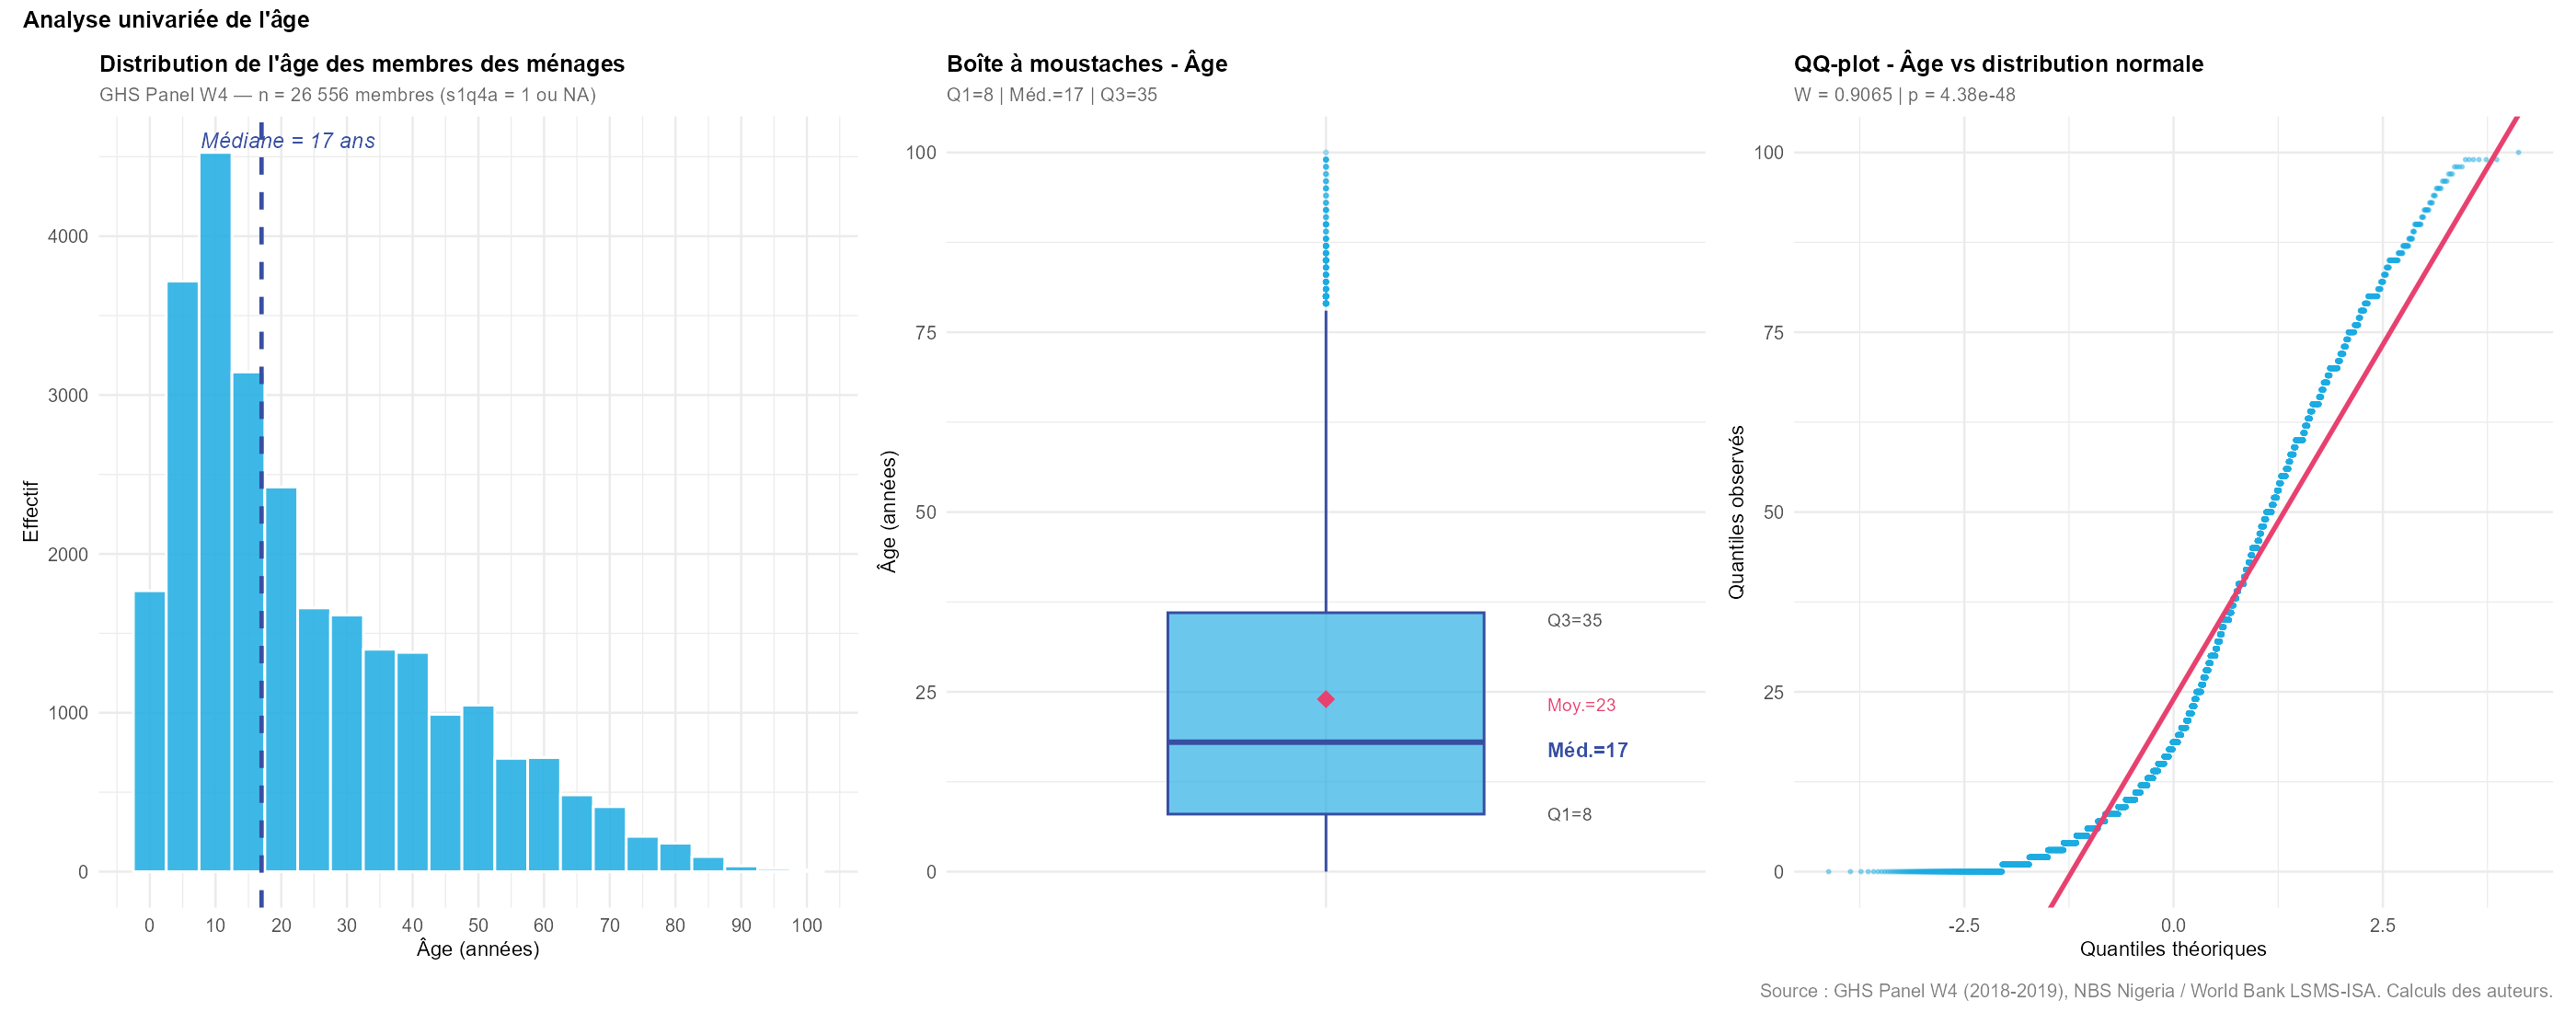 Analyse univariée de l'âge
Distribution de l'âge des membres des ménages
GHS Panel W4 — n = 26 556 membres (s1q4a = 1 ou NA)
Médiane = 17 ans
Effectif
4000
3000
2000
1000
0
0 10 20 30 40 50 60 70 80 90 100
Âge (années)
Boîte à moustaches - Âge
Q1=8 | Méd.=17 | Q3=35
Âge (années)
100
75
50
25
0
Q3=35
Moy.=23
Méd.=17
Q1=8
QQ-plot - Âge vs distribution normale
W = 0.9065 | p = 4.38e-48
Quantiles observés
100
75
50
25
0
-2.5 0.0 2.5
Quantiles théoriques
Source : GHS Panel W4 (2018-2019), NBS Nigeria / World Bank LSMS-ISA. Calculs des auteurs.